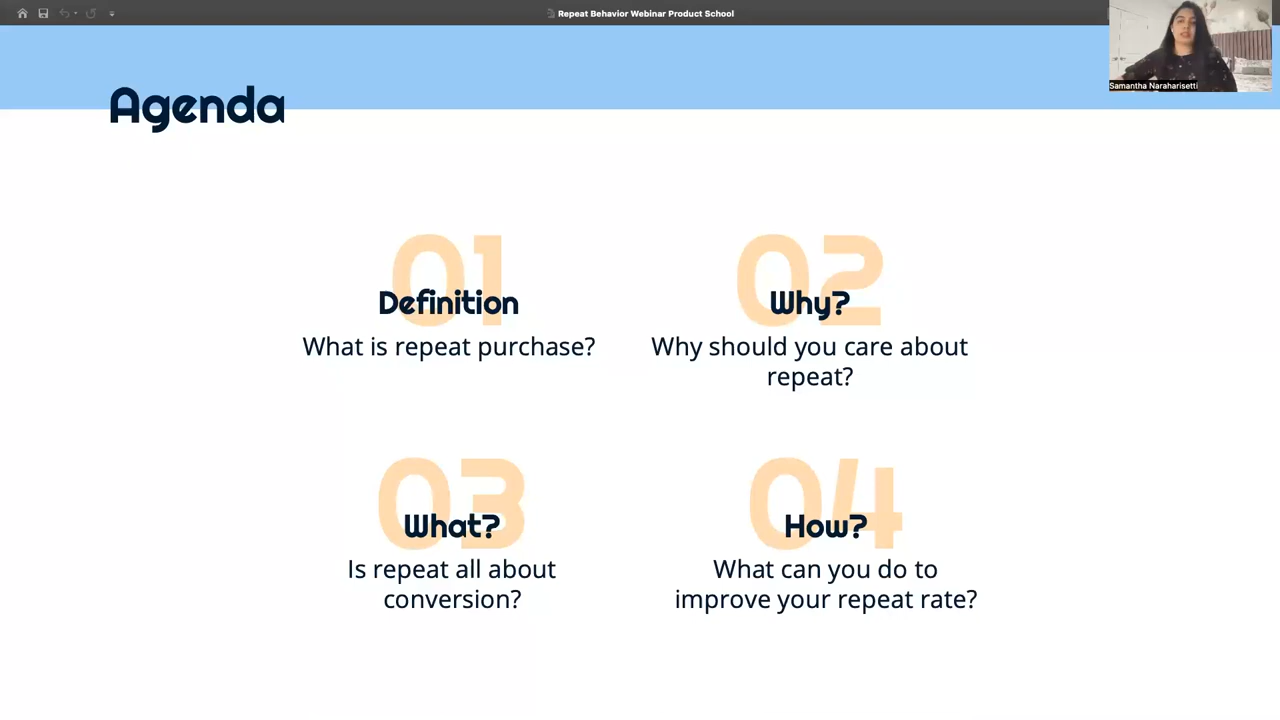 Repeat Behavior Webinar Product School
Samantha Naraharisetti
Agenda
01
Definition
What is repeat purchase?
02
Why?
Why should you care about
repeat?
03
What?
Is repeat all about
conversion?
04
How?
What can you do to
improve your repeat rate?